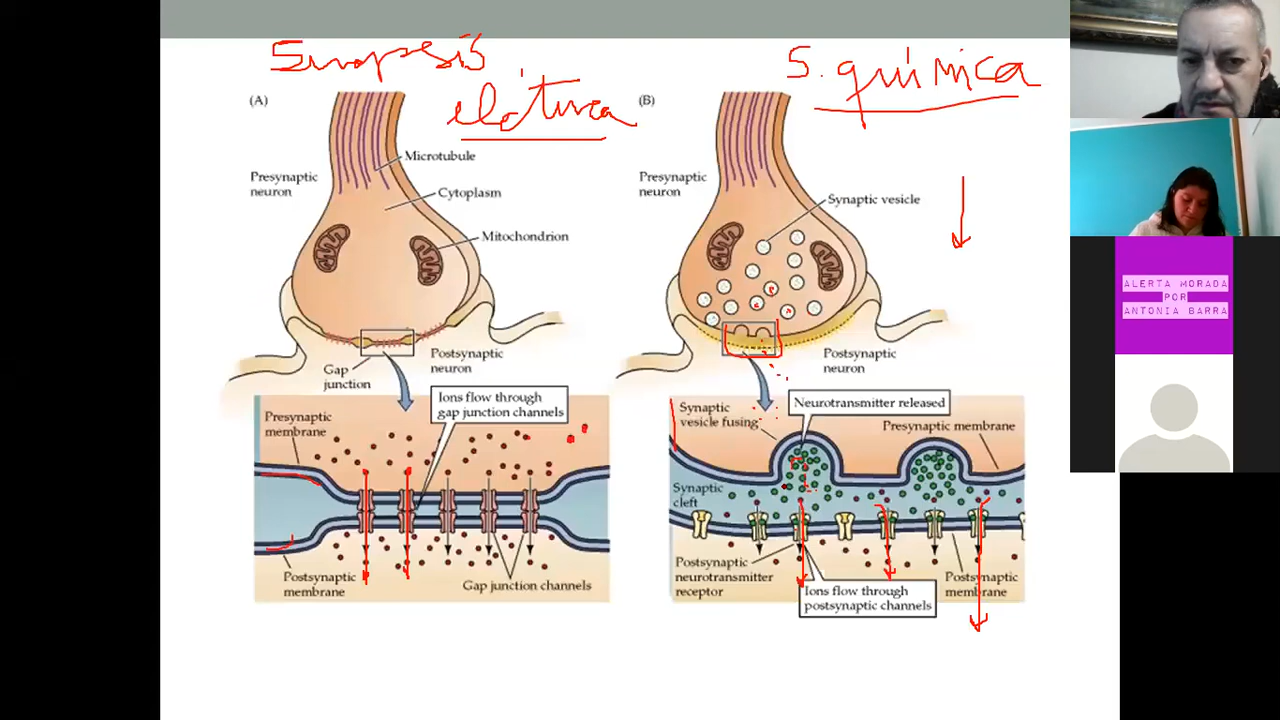 Sinapsis
eléctrica
S. química
(A)
Microtubule
Presynaptic
neuron
Cytoplasm
Mitochondrion
Gap
junction
Postsynaptic
neuron
Ions flow through
gap junction channels
Presynaptic
membrane
Postsynaptic
membrane
Gap junction channels
(B)
Presynaptic
neuron
Synaptic vesicle
Postsynaptic
neuron
Synaptic
vesicle fusing
Neurotransmitter released
Presynaptic membrane
Synaptic
cleft
Postsynaptic
neurotransmitter
receptor
Ions flow through
postsynaptic channels
Postsynaptic
membrane
ALERTA MORADA
POR
ANTONIA BARRA